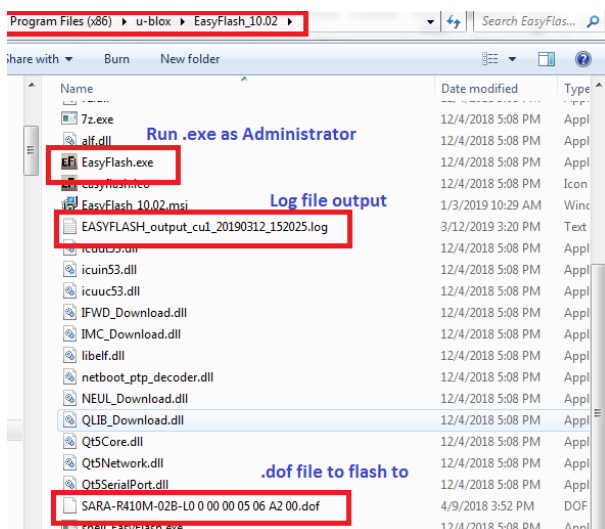 Program Files (x86) ▸ u-blox ▸ EasyFlash_10.02 ▸ Search EasyFlas...
Share with Burn New folder
Name Date modified Type
7z.exe 12/4/2018 5:08 PM Appl
Run .exe as Administrator
alf.dll 12/4/2018 5:08 PM Appl
EasyFlash.exe 12/4/2018 5:08 PM Appl
easyflash.ico 12/4/2018 5:08 PM Icon
Log file output
EasyFlash_10.02.msi 1/3/2019 10:29 AM Winc
EASYFLASH_output_cu1_20190312_152025.log 3/12/2019 3:20 PM Text
icudt53.dll 12/4/2018 5:08 PM Appl
icuin53.dll 12/4/2018 5:08 PM Appl
icuuc53.dll 12/4/2018 5:08 PM Appl
IFWD_Download.dll 12/4/2018 5:08 PM Appl
IMC_Download.dll 12/4/2018 5:08 PM Appl
libelf.dll 12/4/2018 5:08 PM Appl
netboot_ptp_decoder.dll 12/4/2018 5:08 PM Appl
NEUL_Download.dll 12/4/2018 5:08 PM Appl
QLIB_Download.dll 12/4/2018 5:08 PM Appl
Qt5Core.dll 12/4/2018 5:08 PM Appl
Qt5Network.dll 12/4/2018 5:08 PM Appl
.dof file to flash to
Qt5SerialPort.dll 12/4/2018 5:08 PM Appl
SARA-R410M-02B-L0 0 00 00 05 06 A2 00.dof 4/9/2018 3:52 PM DOF
shell_EasyFlash.exe 12/4/2018 5:08 PM Appl